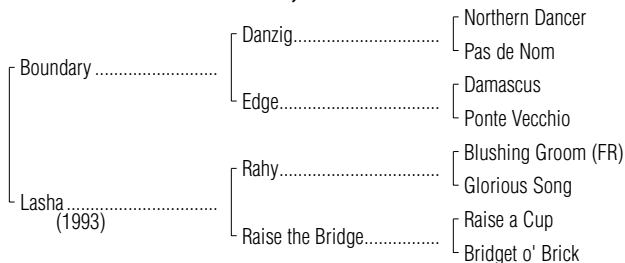 Northern Dancer
Danzig
Pas de Nom
Boundary
Damascus
Edge
Ponte Vecchio
Blushing Groom (FR)
Rahy
Glorious Song
Lasha
(1993)
Raise a Cup
Raise the Bridge
Bridget o' Brick